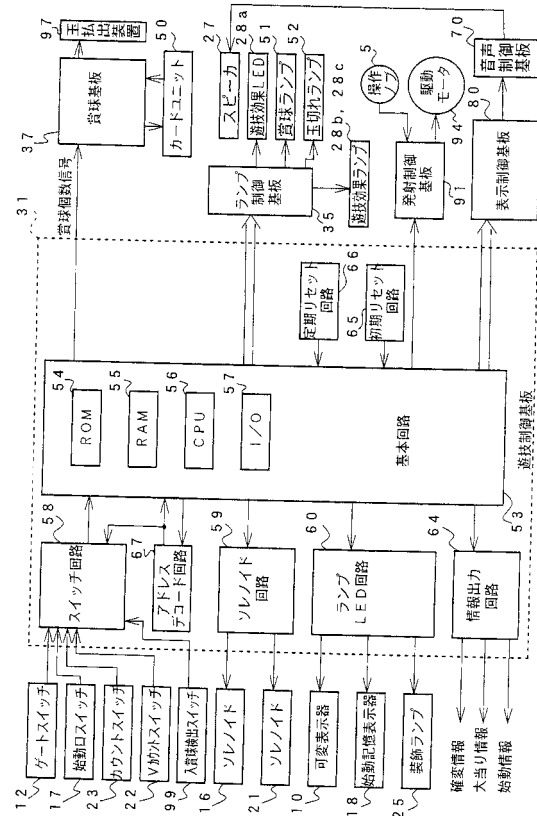 97
玉払出装置
37
賞球基板
カードユニット
50
31
賞球個数信号
27
スピーカ
28a
遊技効果LED
51
賞球ランプ
52
玉切れランプ
28b, 28c
遊技効果ランプ
ランプ制御基板
35
5
操作ノブ
駆動モータ
94
発射制御基板
91
70
音声制御基板
80
表示制御基板
定期リセット回路
66
初期リセット回路
65
54
ROM
55
RAM
56
CPU
57
I/O
基本回路
53
遊技制御基板
58
スイッチ回路
アドレスデコード回路
67
59
ソレノイド回路
60
ランプLED回路
64
情報出力回路
12
ゲートスイッチ
17
始動口スイッチ
23
カウントスイッチ
22
Vカウントスイッチ
99
入賞球検出スイッチ
16
ソレノイド
21
ソレノイド
10
可変表示器
18
始動記憶表示器
25
装飾ランプ
確変情報
大当り情報
始動情報